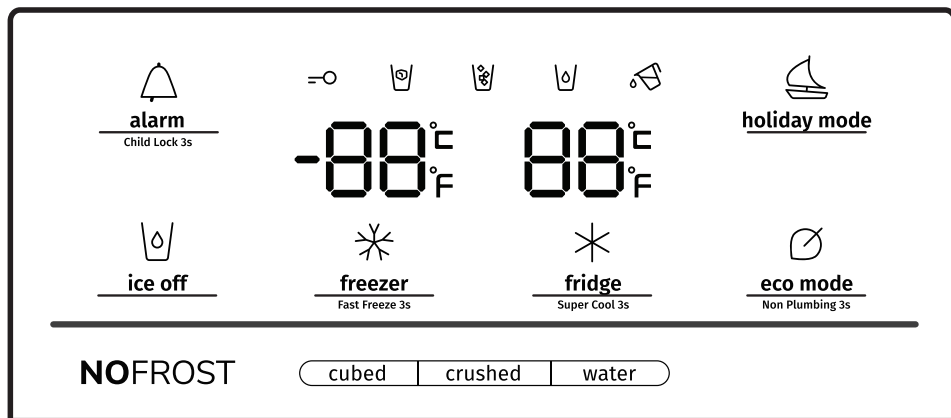 alarm
Child Lock 3s
holiday mode
-88°C °F
88°C °F
ice off
freezer
Fast Freeze 3s
fridge
Super Cool 3s
eco mode
Non Plumbing 3s
NOFROST
cubed
crushed
water